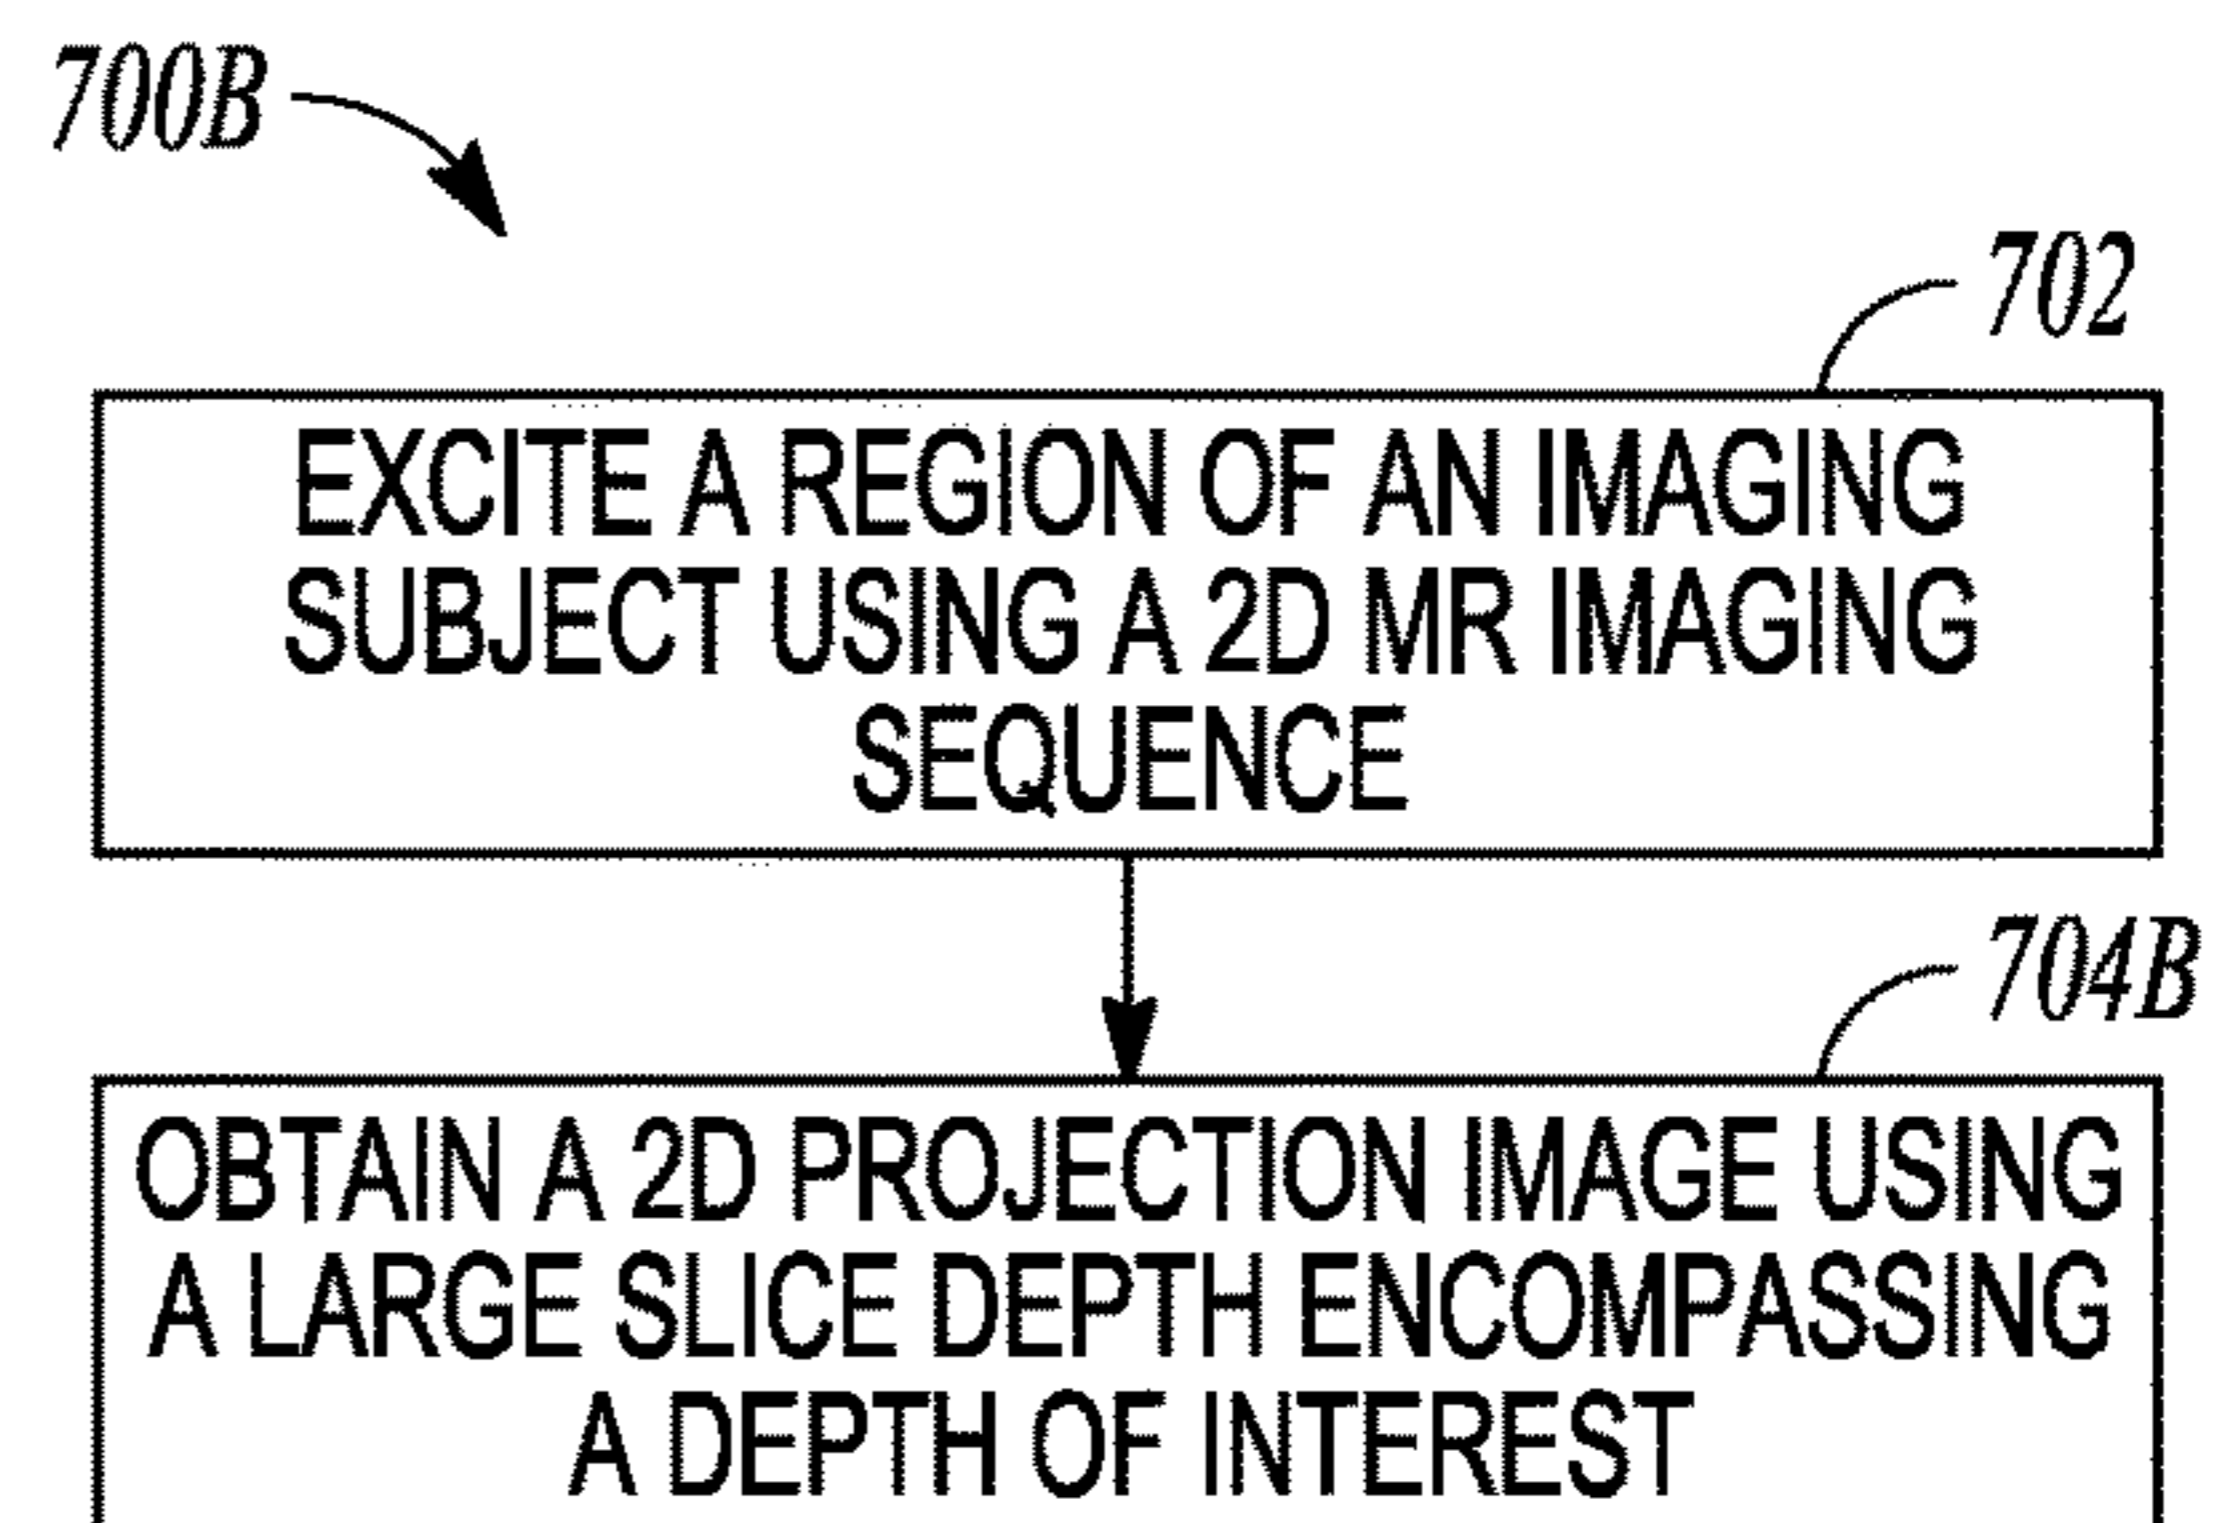 700B
702
EXCITE A REGION OF AN IMAGING
SUBJECT USING A 2D MR IMAGING
SEQUENCE
704B
OBTAIN A 2D PROJECTION IMAGE USING
A LARGE SLICE DEPTH ENCOMPASSING
A DEPTH OF INTEREST